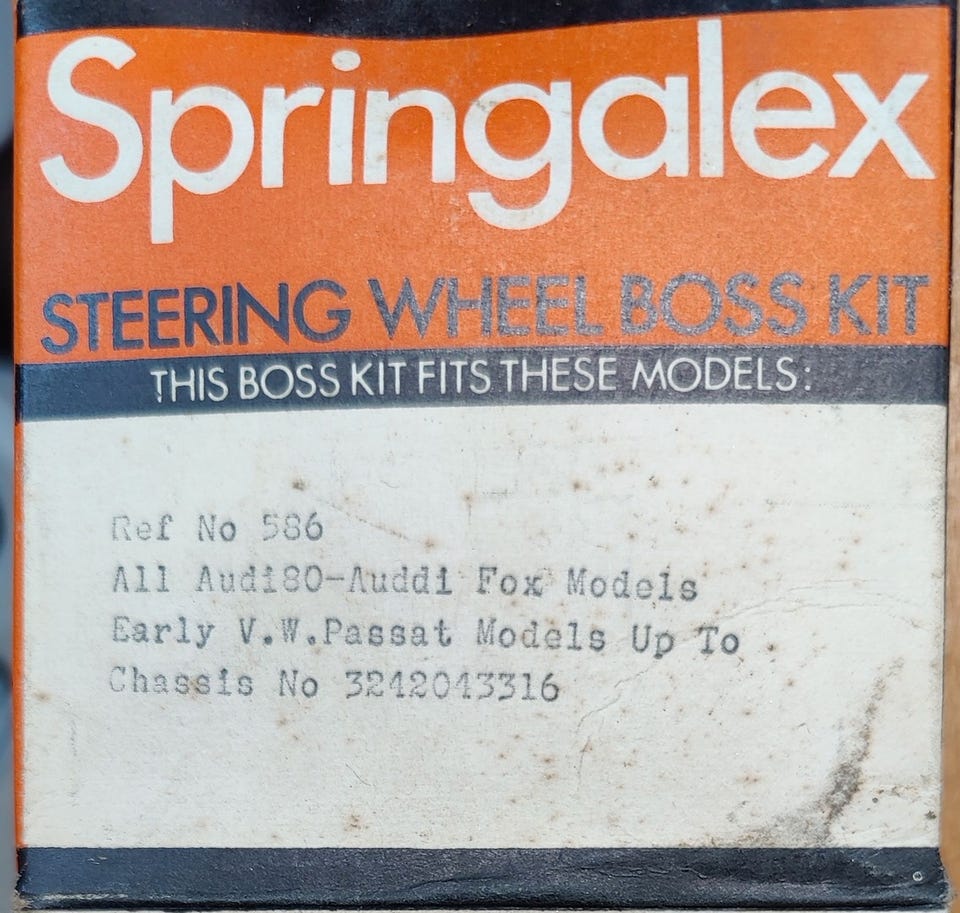 Springalex
STEERING WHEEL BOSS KIT
THIS BOSS KIT FITS THESE MODELS:
Ref No 586
All Audi80-Auddi Fox Models
Early V.W.Passat Models Up To
Chassis No 3242043316